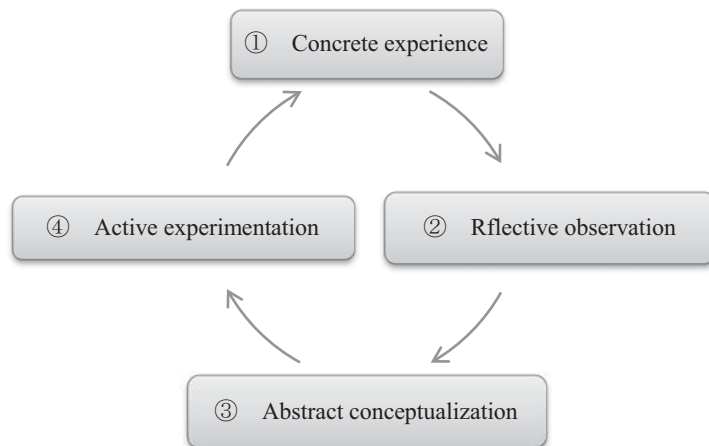 ① Concrete experience
② Rflective observation
③ Abstract conceptualization
④ Active experimentation